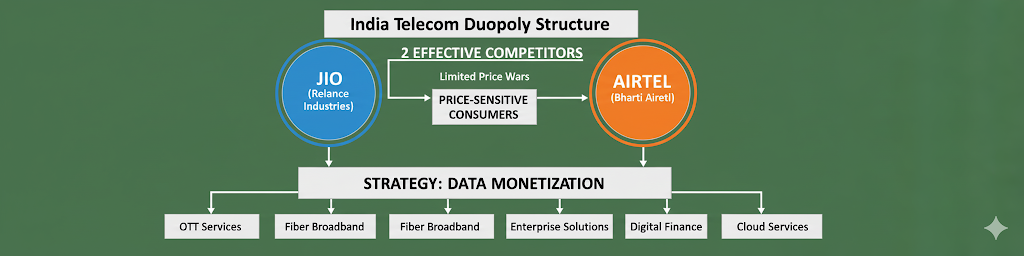 India Telecom Duopoly Structure
2 EFFECTIVE COMPETITORS
JIO
(Relance
Industries)
Limited Price Wars
PRICE-SENSITIVE
CONSUMERS
AIRTEL
(Bharti Aireti)
STRATEGY: DATA MONETIZATION
OTT Services
Fiber Broadband
Fiber Broadband
Enterprise Solutions
Digital Finance
Cloud Services